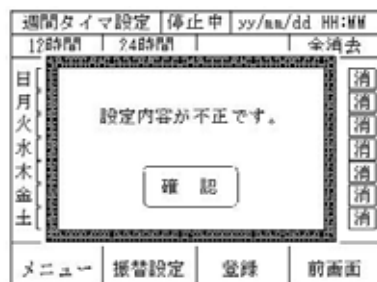 週間タイマ設定 停止中 yy/mm/dd HH:MM
12時間 24時間 全消去
設定内容が不正です。
確 認
日 消
月 消
火 消
水 消
木 消
金 消
土 消
メニュー 振替設定 登録 前画面